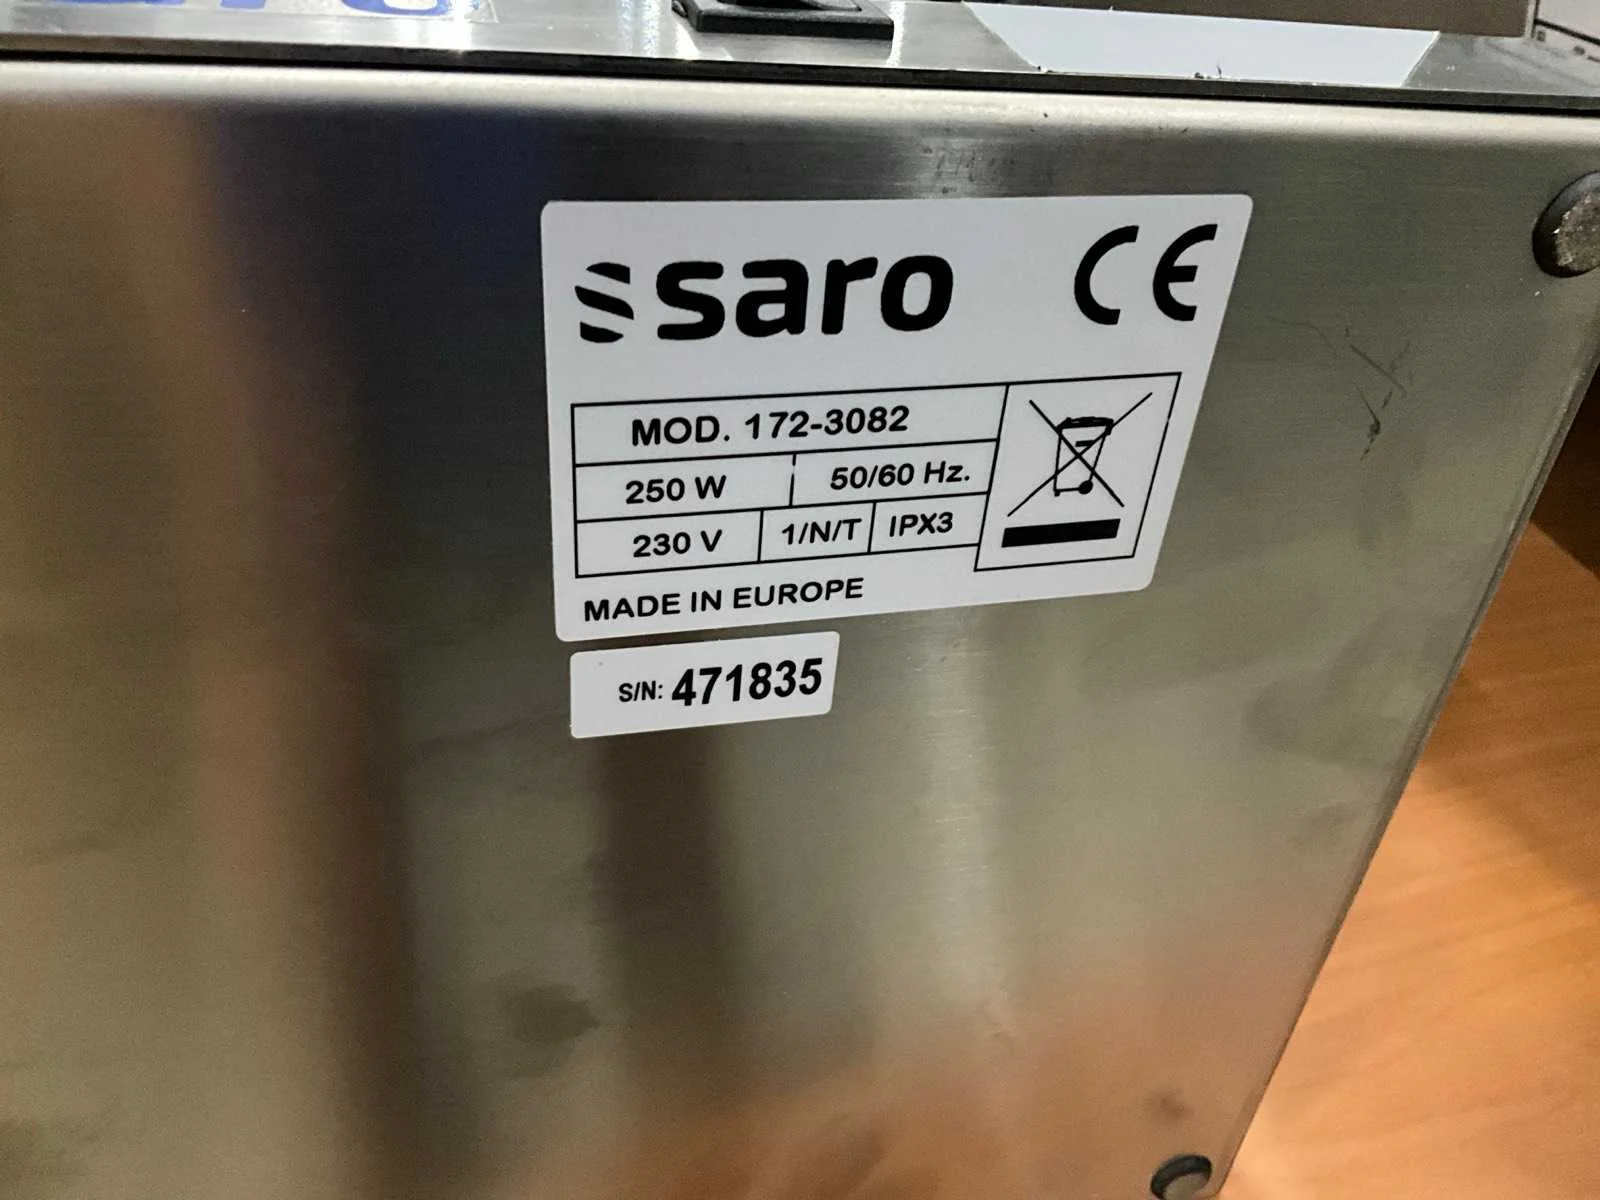 saro CE
MOD. 172-3082
250 W 50/60 Hz.
230 V 1/N/T IPX3
MADE IN EUROPE
S/N: 471835